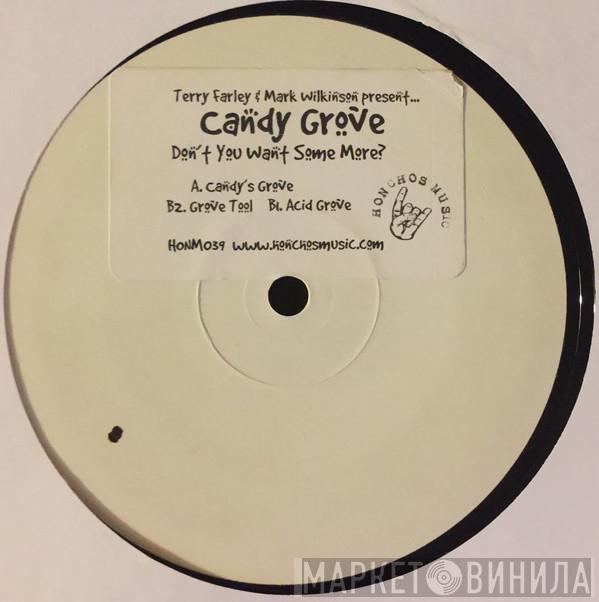 Terry Farley & Mark Wilkinson present...
Candy Grove
Don't You Want Some More?
A. Candy's Grove
B2. Grove Tool B1. Acid Grove
HONCHOS MUSIC
HONM039 www.honchosmusic.com
МАРКЕТ ВИНИЛА